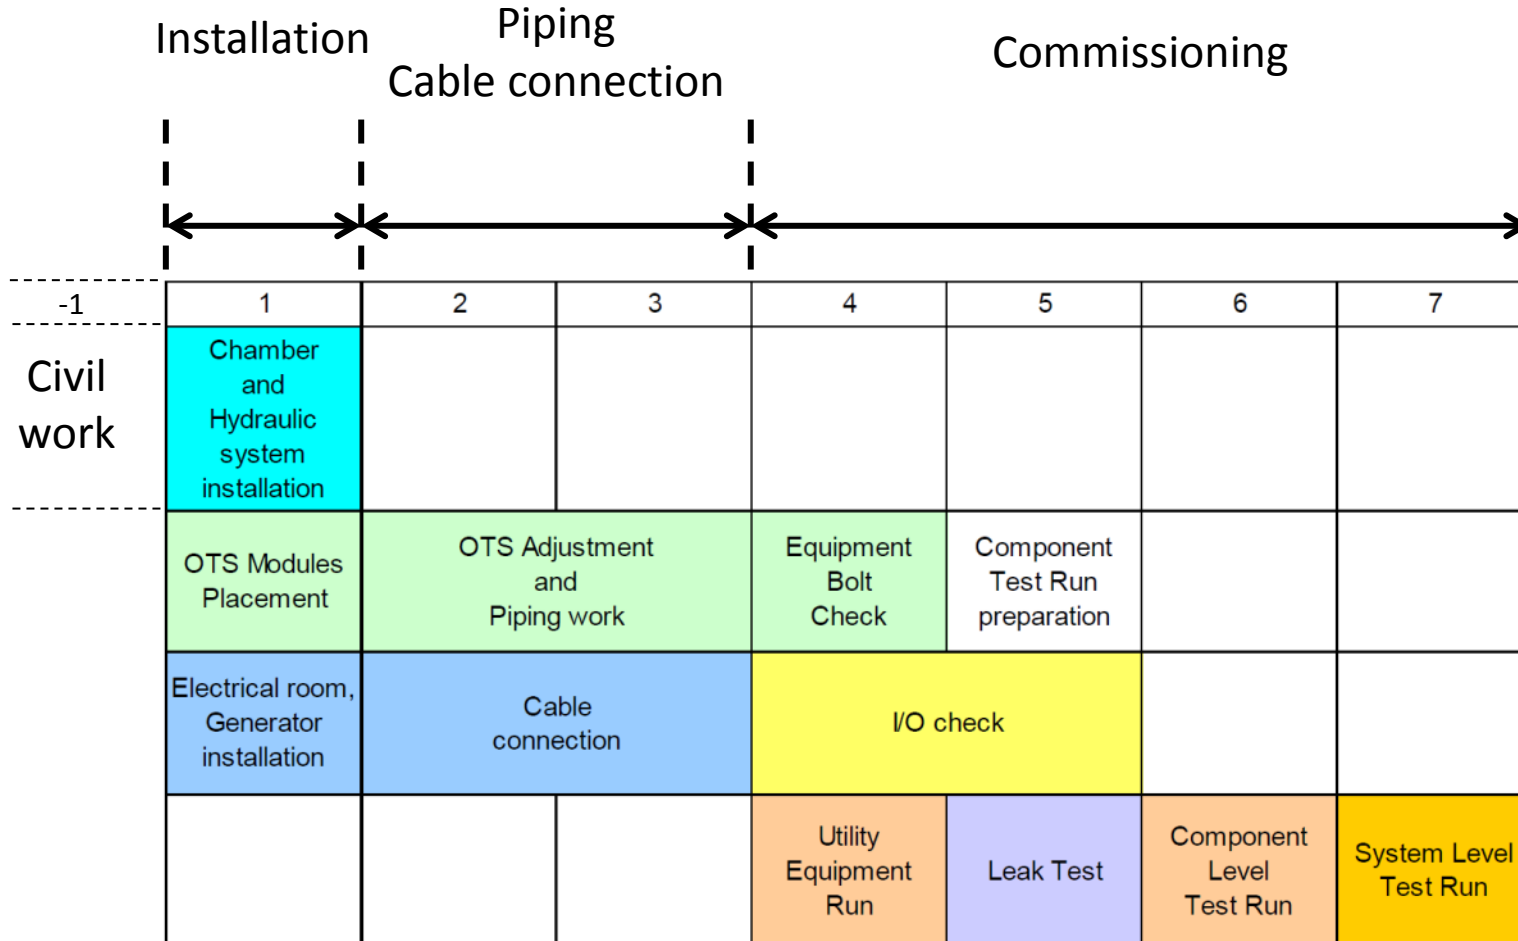 Installation
Piping
Cable connection
Commissioning
-1
1
2
3
4
5
6
7
Civil
work
Chamber
and
Hydraulic
system
installation
OTS Modules
Placement
OTS Adjustment
and
Piping work
Equipment
Bolt
Check
Component
Test Run
preparation
Electrical room,
Generator
installation
Cable
connection
I/O check
Utility
Equipment
Run
Leak Test
Component
Level
Test Run
System Level
Test Run